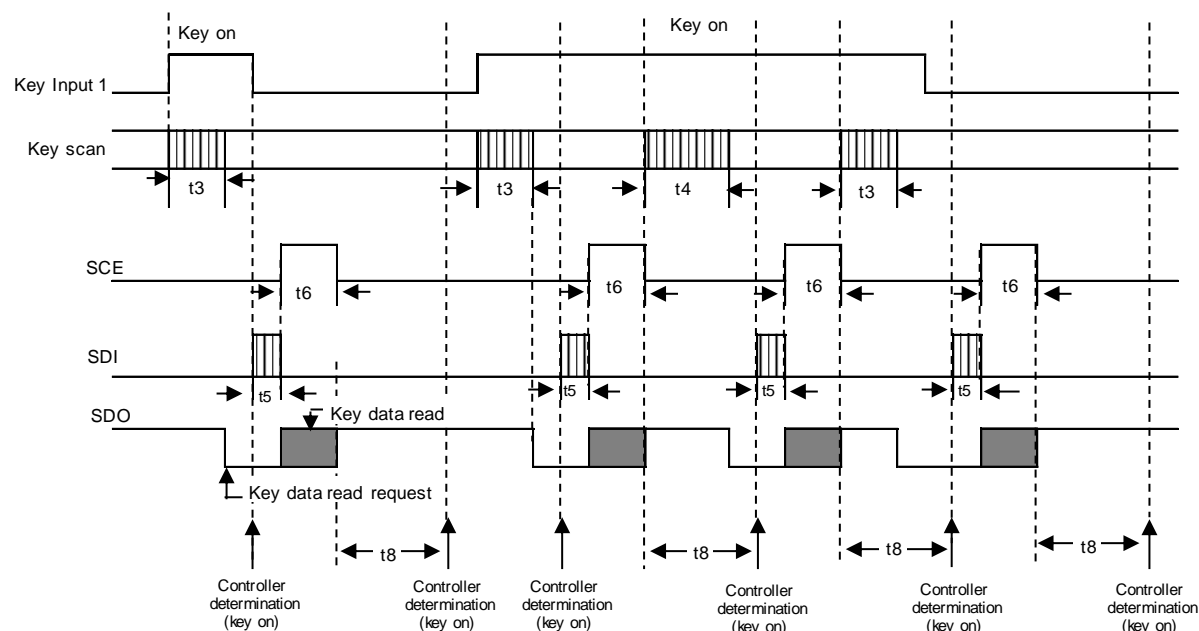 Key on
Key on
Key Input 1
Key scan
t3
t3
t4
t3
SCE
t6
t6
t6
t6
SDI
t5
t5
t5
t5
SDO
Key data read
Key data read request
t8
t8
t8
t8
Controller
determination
(key on)
Controller
determination
(key on)
Controller
determination
(key on)
Controller
determination
(key on)
Controller
determination
(key on)
Controller
determination
(key on)